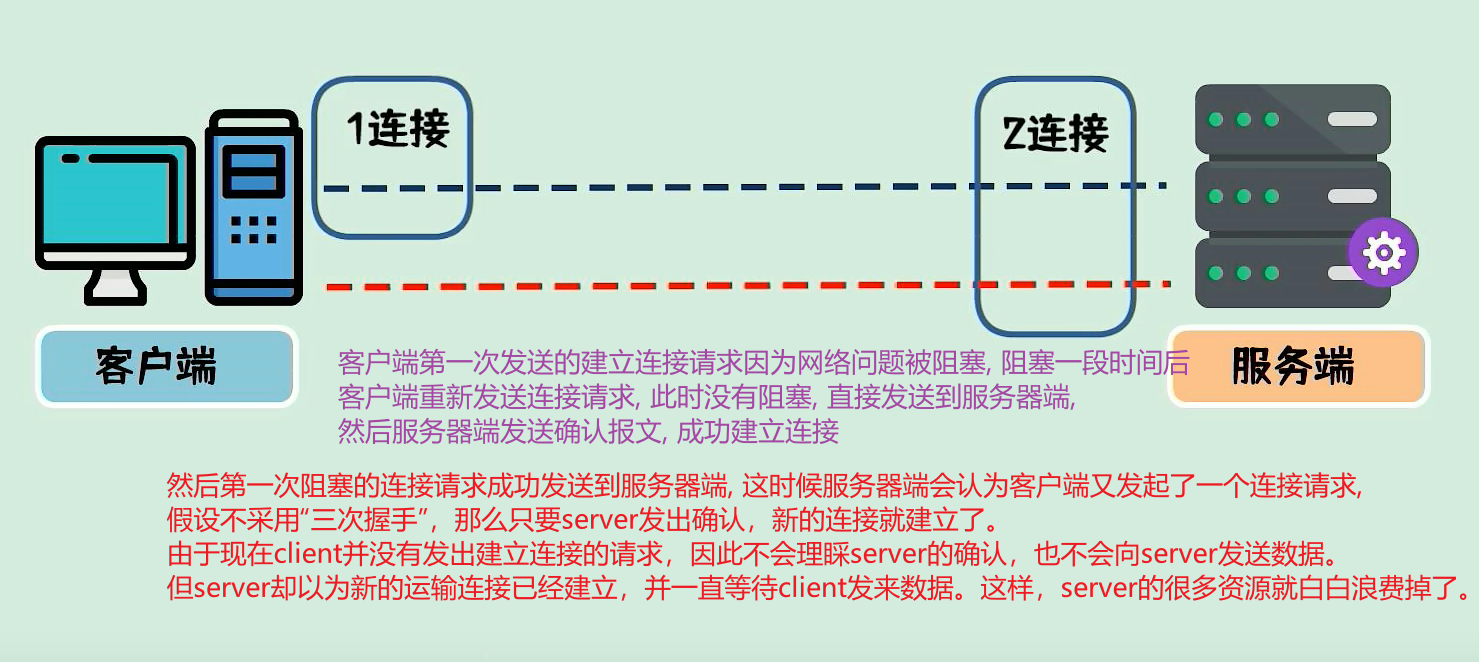 1连接
2连接
客户端
服务端
客户端第一次发送的建立连接请求因为网络问题被阻塞, 阻塞一段时间后
客户端重新发送连接请求, 此时没有阻塞, 直接发送到服务器端,
然后服务器端发送确认报文, 成功建立连接
然后第一次阻塞的连接请求成功发送到服务器端, 这时候服务器端会认为客户端又发起了一个连接请求,
假设不采用“三次握手”，那么只要server发出确认，新的连接就建立了。
由于现在client并没有发出建立连接的请求，因此不会理睬server的确认，也不会向server发送数据。
但server却以为新的运输连接已经建立，并一直等待client发来数据。这样，server的很多资源就白白浪费掉了。